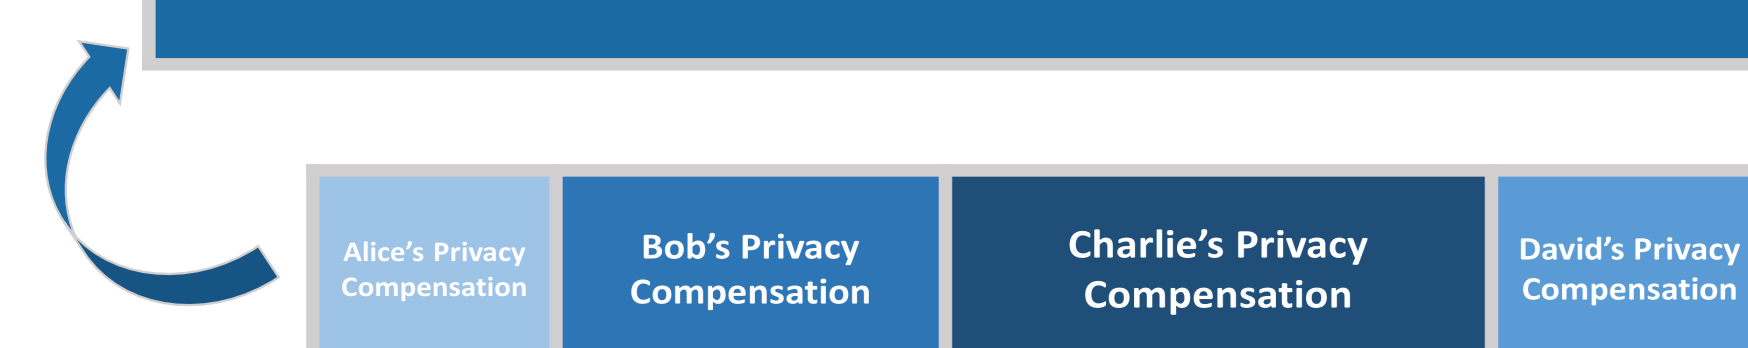 Alice’s Privacy
Compensation
Bob’s Privacy
Compensation
Charlie’s Privacy
Compensation
David’s Privacy
Compensation